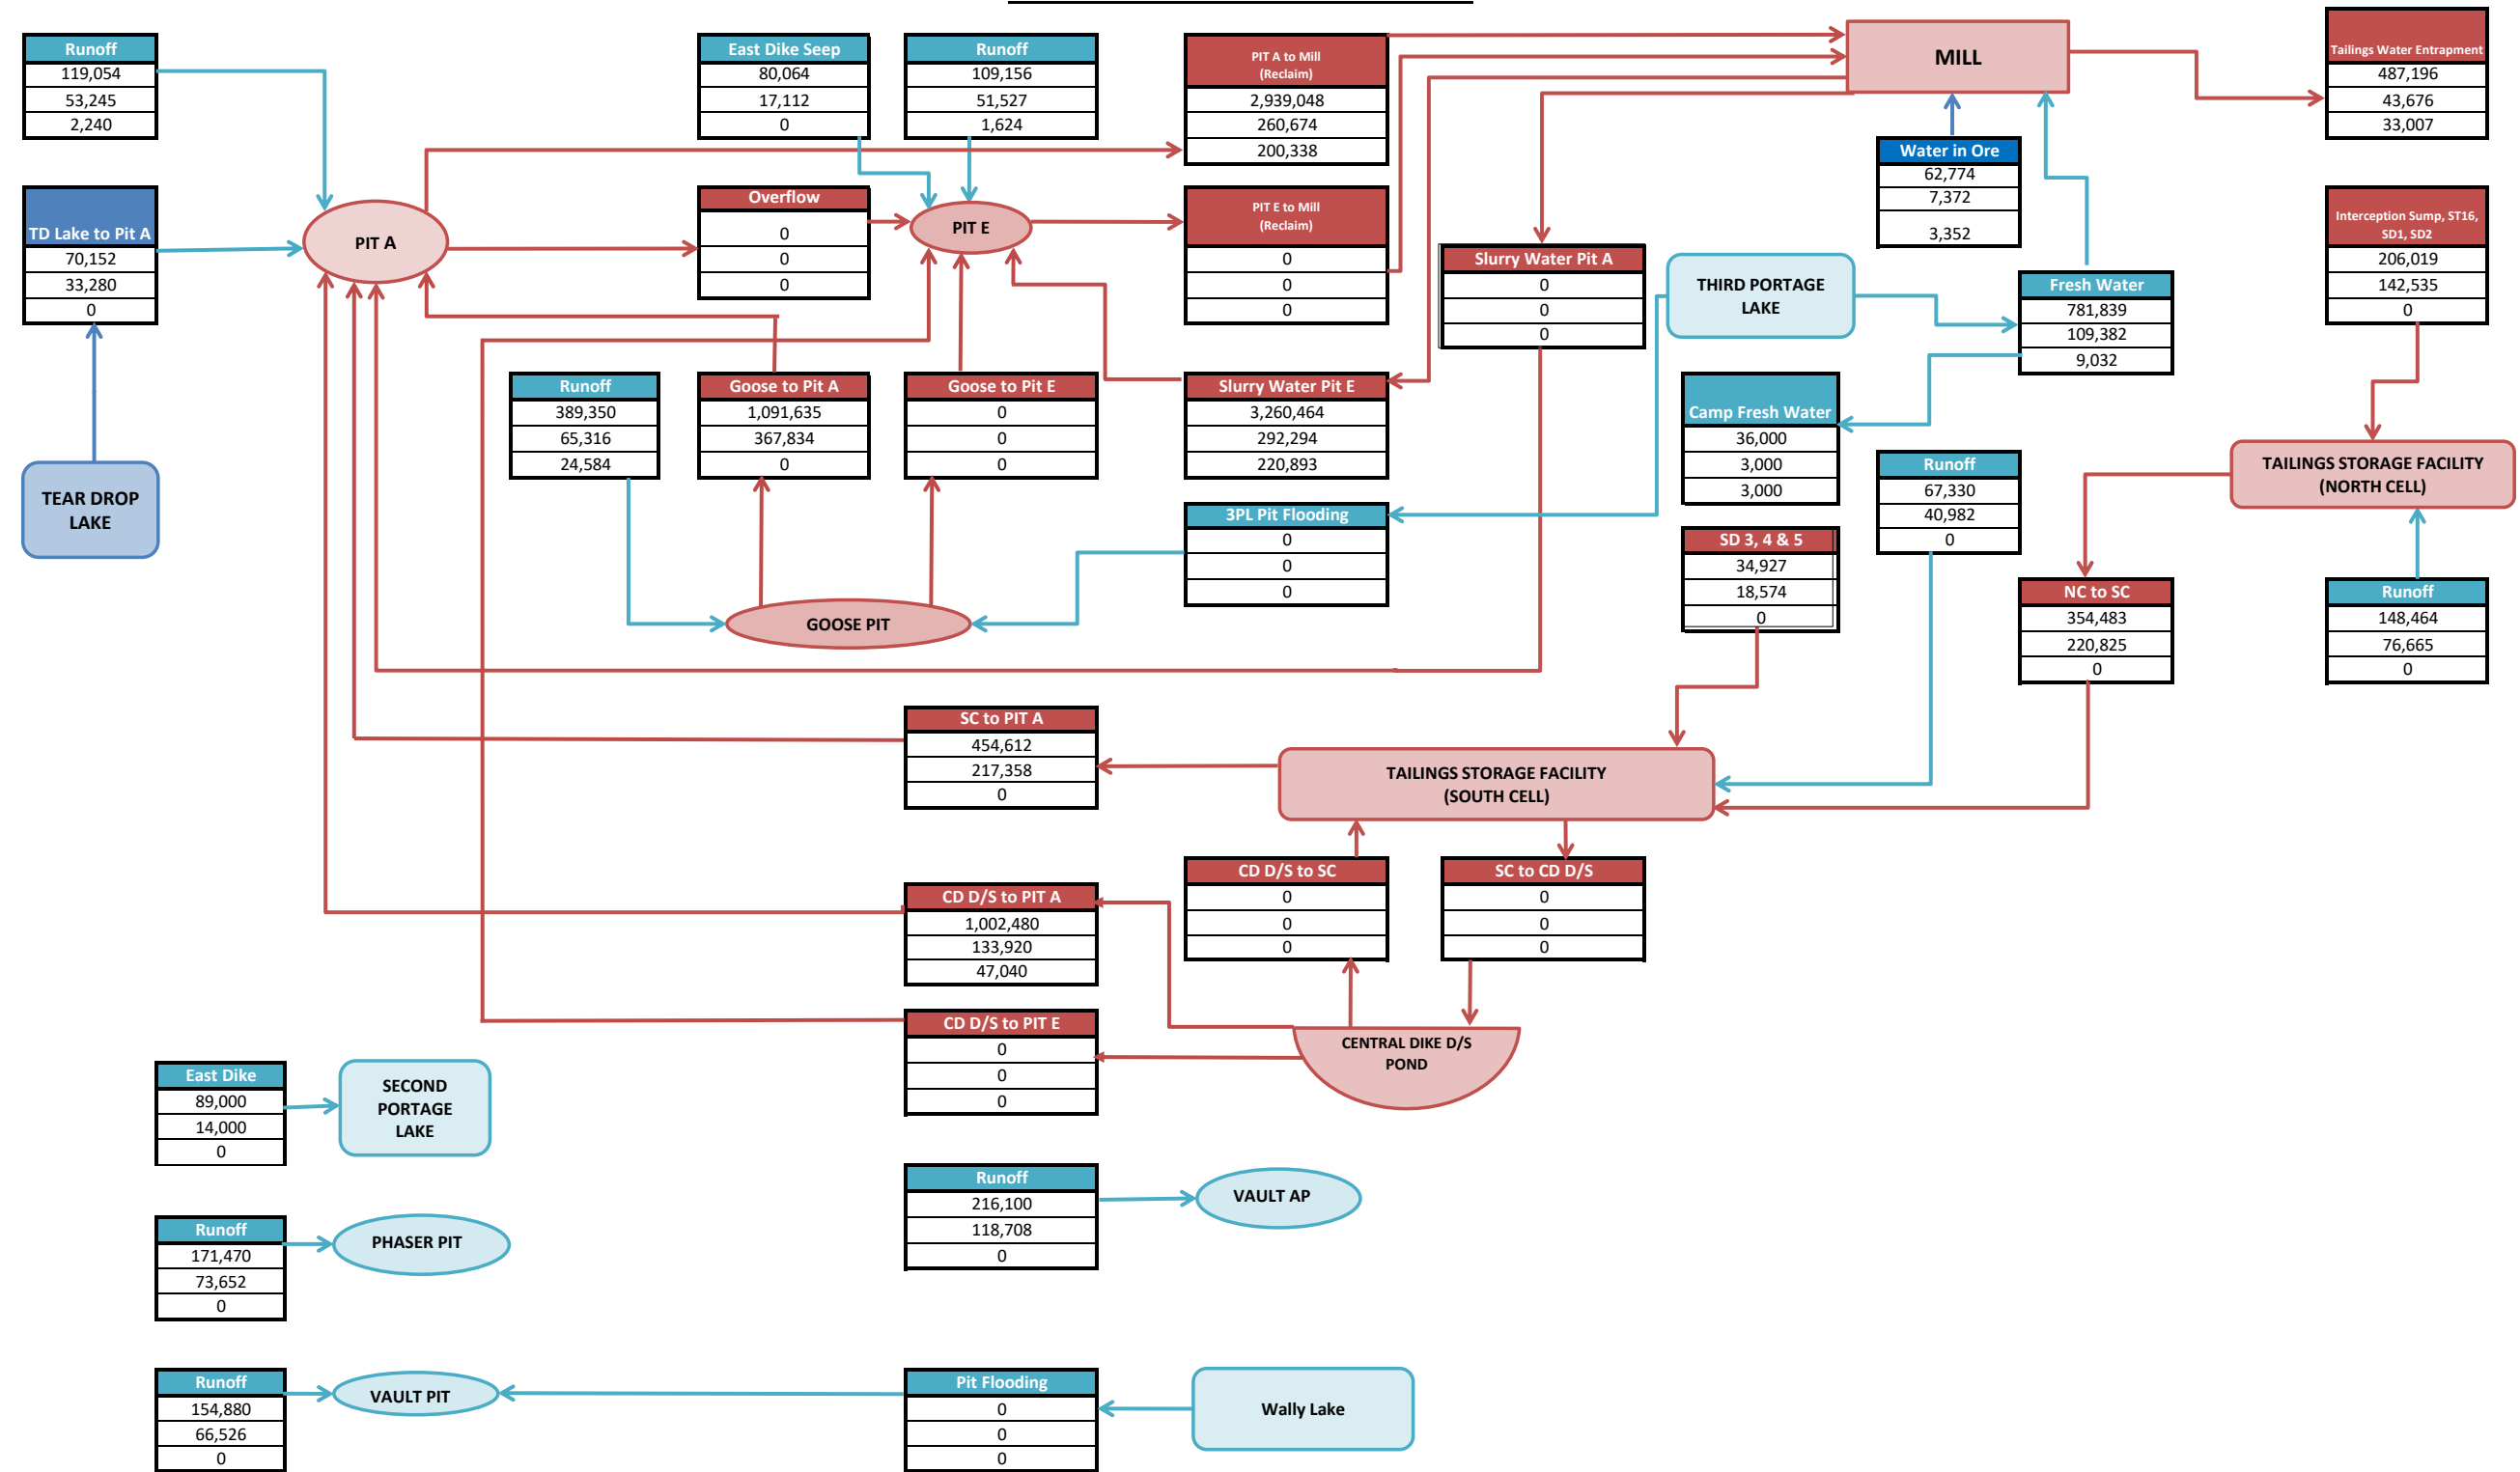 Runoff
119,054
53,245
2,240
East Dike Seep
80,064
17,112
0
Runoff
109,156
51,527
1,624
PIT A to Mill
(Reclaim)
2,939,048
260,674
200,338
MILL
Tailings Water Entrapment
487,196
43,676
33,007
Water in Ore
62,774
7,372
3,352
TD Lake to Pit A
70,152
33,280
0
PIT A
Overflow
0
0
0
PIT E
PIT E to Mill
(Reclaim)
0
0
0
Slurry Water Pit A
0
0
0
THIRD PORTAGE
LAKE
Fresh Water
781,839
109,382
9,032
Interception Sump, ST16,
SD1, SD2
206,019
142,535
0
Runoff
389,350
65,316
24,584
Goose to Pit A
1,091,635
367,834
0
Goose to Pit E
0
0
0
Slurry Water Pit E
3,260,464
292,294
220,893
Camp Fresh Water
36,000
3,000
3,000
Runoff
67,330
40,982
0
TAILINGS STORAGE FACILITY
(NORTH CELL)
TEAR DROP
LAKE
3PL Pit Flooding
0
0
0
SD 3, 4 & 5
34,927
18,574
0
NC to SC
354,483
220,825
0
Runoff
148,464
76,665
0
GOOSE PIT
SC to PIT A
454,612
217,358
0
TAILINGS STORAGE FACILITY
(SOUTH CELL)
CD D/S to PIT A
1,002,480
133,920
47,040
CD D/S to SC
0
0
0
SC to CD D/S
0
0
0
CD D/S to PIT E
0
0
0
CENTRAL DIKE D/S
POND
East Dike
89,000
14,000
0
SECOND
PORTAGE
LAKE
Runoff
216,100
118,708
0
VAULT AP
Runoff
171,470
73,652
0
PHASER PIT
Runoff
154,880
66,526
0
VAULT PIT
Pit Flooding
0
0
0
Wally Lake